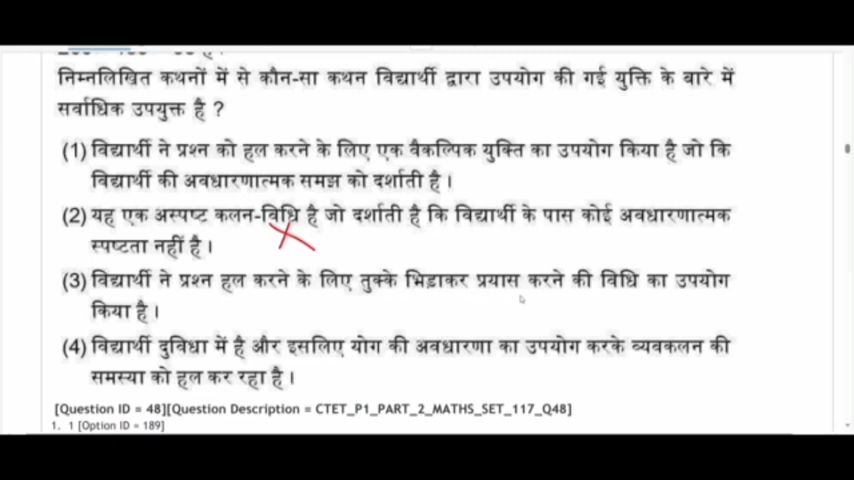 निम्नलिखित कथनों में से कौन-सा कथन विद्यार्थी द्वारा उपयोग की गई युक्ति के बारे में
सर्वाधिक उपयुक्त है ?
(1) विद्यार्थी ने प्रश्न को हल करने के लिए एक वैकल्पिक युक्ति का उपयोग किया है जो कि
विद्यार्थी की अवधारणात्मक समझ को दर्शाती है ।
(2) यह एक अस्पष्ट कलन-विधि है जो दर्शाती है कि विद्यार्थी के पास कोई अवधारणात्मक
स्पष्टता नहीं है ।
(3) विद्यार्थी ने प्रश्न हल करने के लिए तुक्के भिड़ाकर प्रयास करने की विधि का उपयोग
किया है ।
(4) विद्यार्थी दुविधा में है और इसलिए योग की अवधारणा का उपयोग करके व्यवकलन की
समस्या को हल कर रहा है ।
[Question ID = 48][Question Description = CTET_P1_PART_2_MATHS_SET_117_Q48]
1. 1 [Option ID = 189]